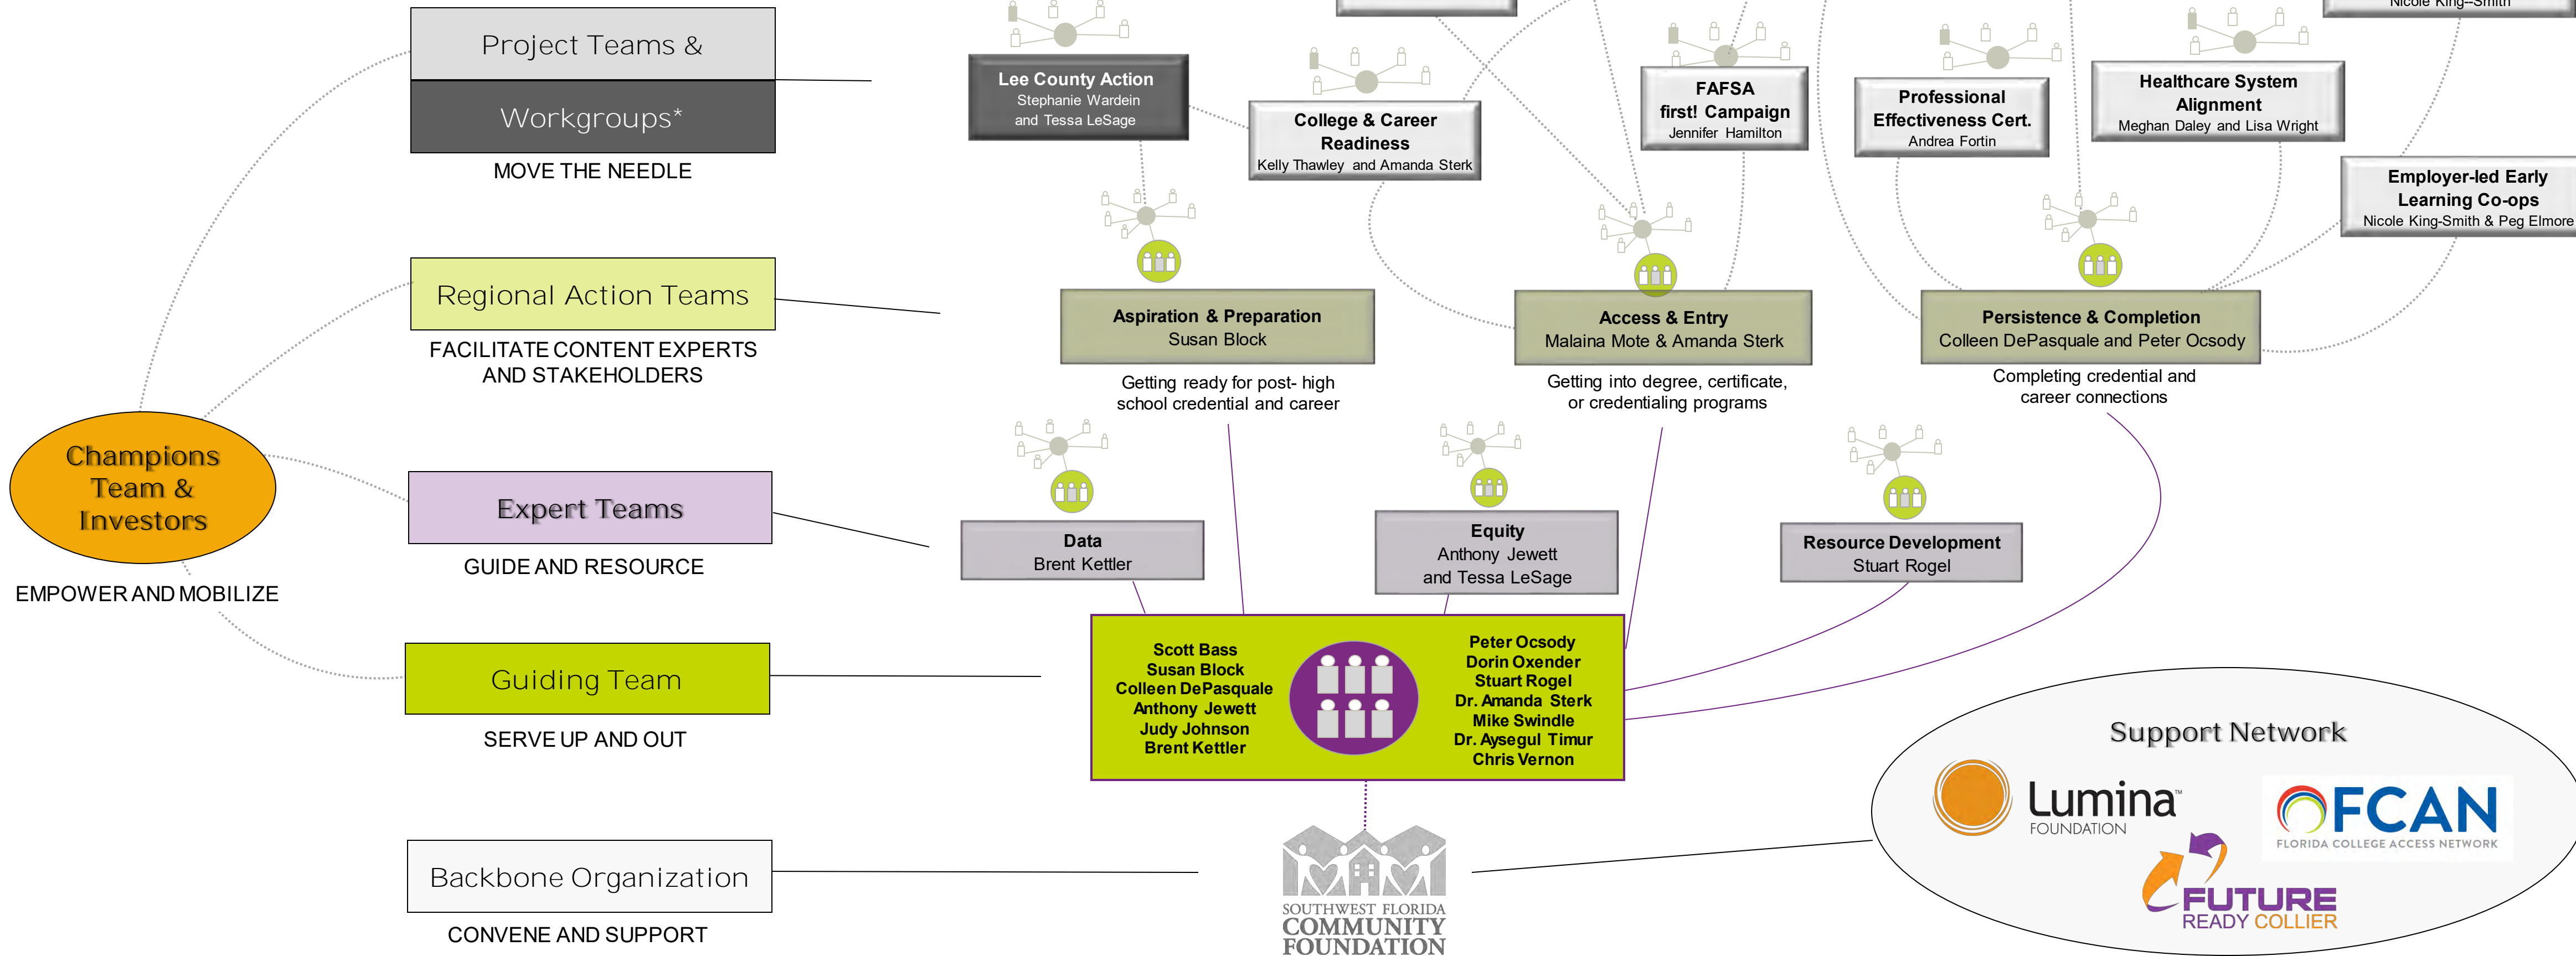 Project Teams &
Workgroups*
MOVE THE NEEDLE
Regional Action Teams
FACILITATE CONTENT EXPERTS
AND STAKEHOLDERS
Champions
Team &
Investors
EMPOWER AND MOBILIZE
Expert Teams
GUIDE AND RESOURCE
Guiding Team
SERVE UP AND OUT
Backbone Organization
CONVENE AND SUPPORT
Nicole King--Smith
Lee County Action
Stephanie Wardein
and Tessa LeSage
College & Career
Readiness
Kelly Thawley and Amanda Sterk
FAFSA
first! Campaign
Jennifer Hamilton
Professional
Effectiveness Cert.
Andrea Fortin
Healthcare System
Alignment
Meghan Daley and Lisa Wright
Employer-led Early
Learning Co-ops
Nicole King-Smith & Peg Elmore
Aspiration & Preparation
Susan Block
Getting ready for post- high
school credential and career
Access & Entry
Malaina Mote & Amanda Sterk
Getting into degree, certificate,
or credentialing programs
Persistence & Completion
Colleen DePasquale and Peter Ocsody
Completing credential and
career connections
Data
Brent Kettler
Equity
Anthony Jewett
and Tessa LeSage
Resource Development
Stuart Rogel
Scott Bass
Susan Block
Colleen DePasquale
Anthony Jewett
Judy Johnson
Brent Kettler
Peter Ocsody
Dorin Oxender
Stuart Rogel
Dr. Amanda Sterk
Mike Swindle
Dr. Aysegul Timur
Chris Vernon
SOUTHWEST FLORIDA
COMMUNITY
FOUNDATION
Support Network
Lumina™
FOUNDATION
FCAN
FLORIDA COLLEGE ACCESS NETWORK
FUTURE
READY COLLIER